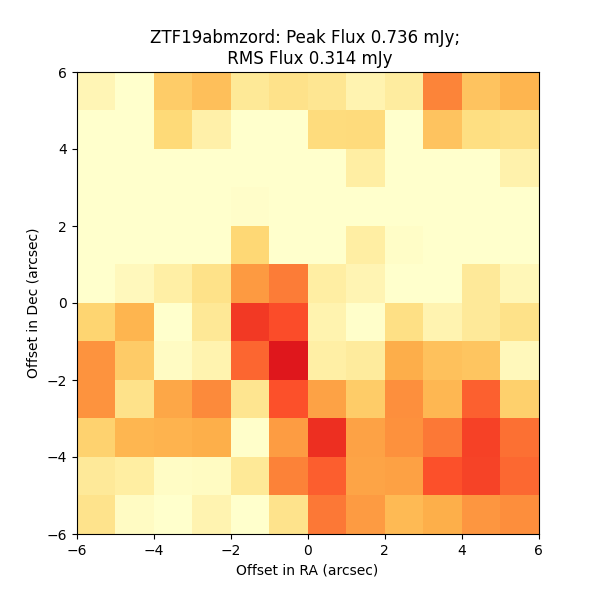 ZTF19abmzord: Peak Flux 0.736 mJy;
RMS Flux 0.314 mJy
6
4
2
0
−2
−4
−6
Offset in Dec (arcsec)
−6 −4 −2 0 2 4 6
Offset in RA (arcsec)